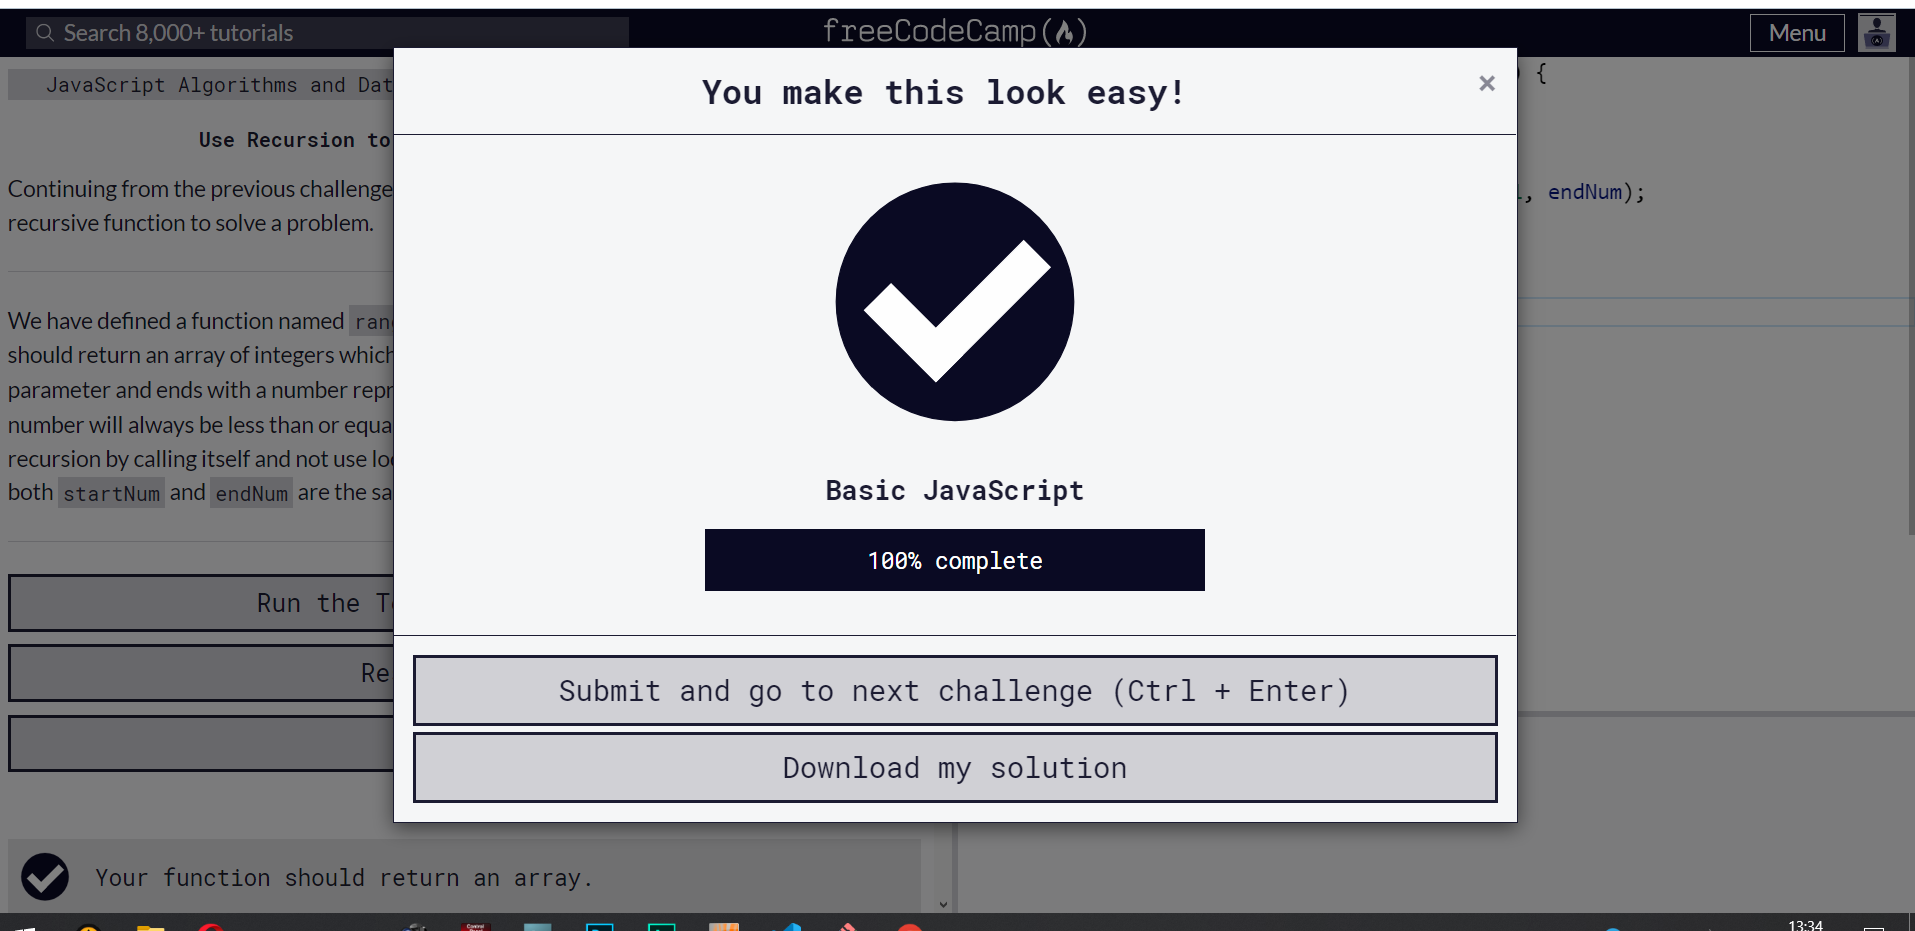 Search 8,000+ tutorials
freeCodeCamp
Menu
JavaScript Algorithms and Dat
Use Recursion to
Continuing from the previous challenge
recursive function to solve a problem.
We have defined a function named
should return an array of integers which
parameter and ends with a number repr
number will always be less than or equa
recursion by calling itself and not use
both startNum and endNum are the sa
Run the T
Re
Your function should return an array.
) {
, endNum);
You make this look easy!
×
Basic JavaScript
100% complete
Submit and go to next challenge (Ctrl + Enter)
Download my solution
13:34